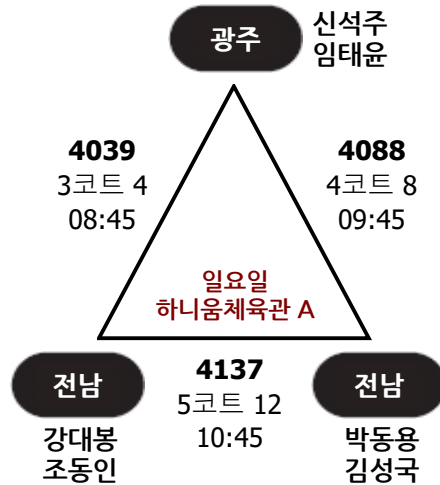 광주
신석주
임태윤
4039
3코트 4
08:45
4088
4코트 8
09:45
일요일
하니움체육관 A
전남
강대봉
조동인
4137
5코트 12
10:45
전남
박동용
김성국